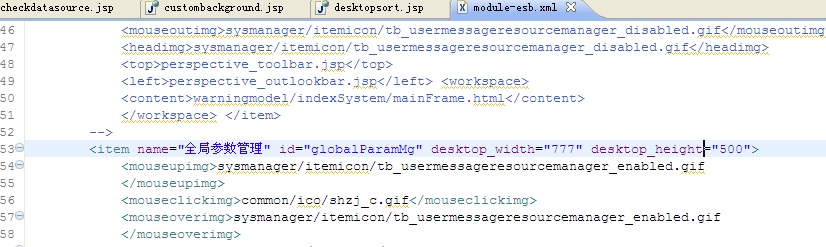 checkdatasource.jsp custombackground.jsp desktopsort.jsp module-esb.xml
46 <mouseoutimg>sysmanager/itemicon/tb_usermessageresourcemanager_disabled.gif</mouseoutimg
47 <headimg>sysmanager/itemicon/tb_usermessageresourcemanager_disabled.gif</headimg>
48 <top>perspective_toolbar.jsp</top>
49 <left>perspective_outlookbar.jsp</left> <workspace>
50 <content>warningmodel/indexSystem/mainFrame.html</content>
51 </workspace> </item>
52 -->
53 <item name="全局参数管理" id="globalParamMg" desktop_width="777" desktop_height="500">
54 <mouseupimg>sysmanager/itemicon/tb_usermessageresourcemanager_enabled.gif
55 </mouseupimg>
56 <mouseclickimg>common/ico/shzj_c.gif</mouseclickimg>
57 <mouseoverimg>sysmanager/itemicon/tb_usermessageresourcemanager_enabled.gif
58 </mouseoverimg>